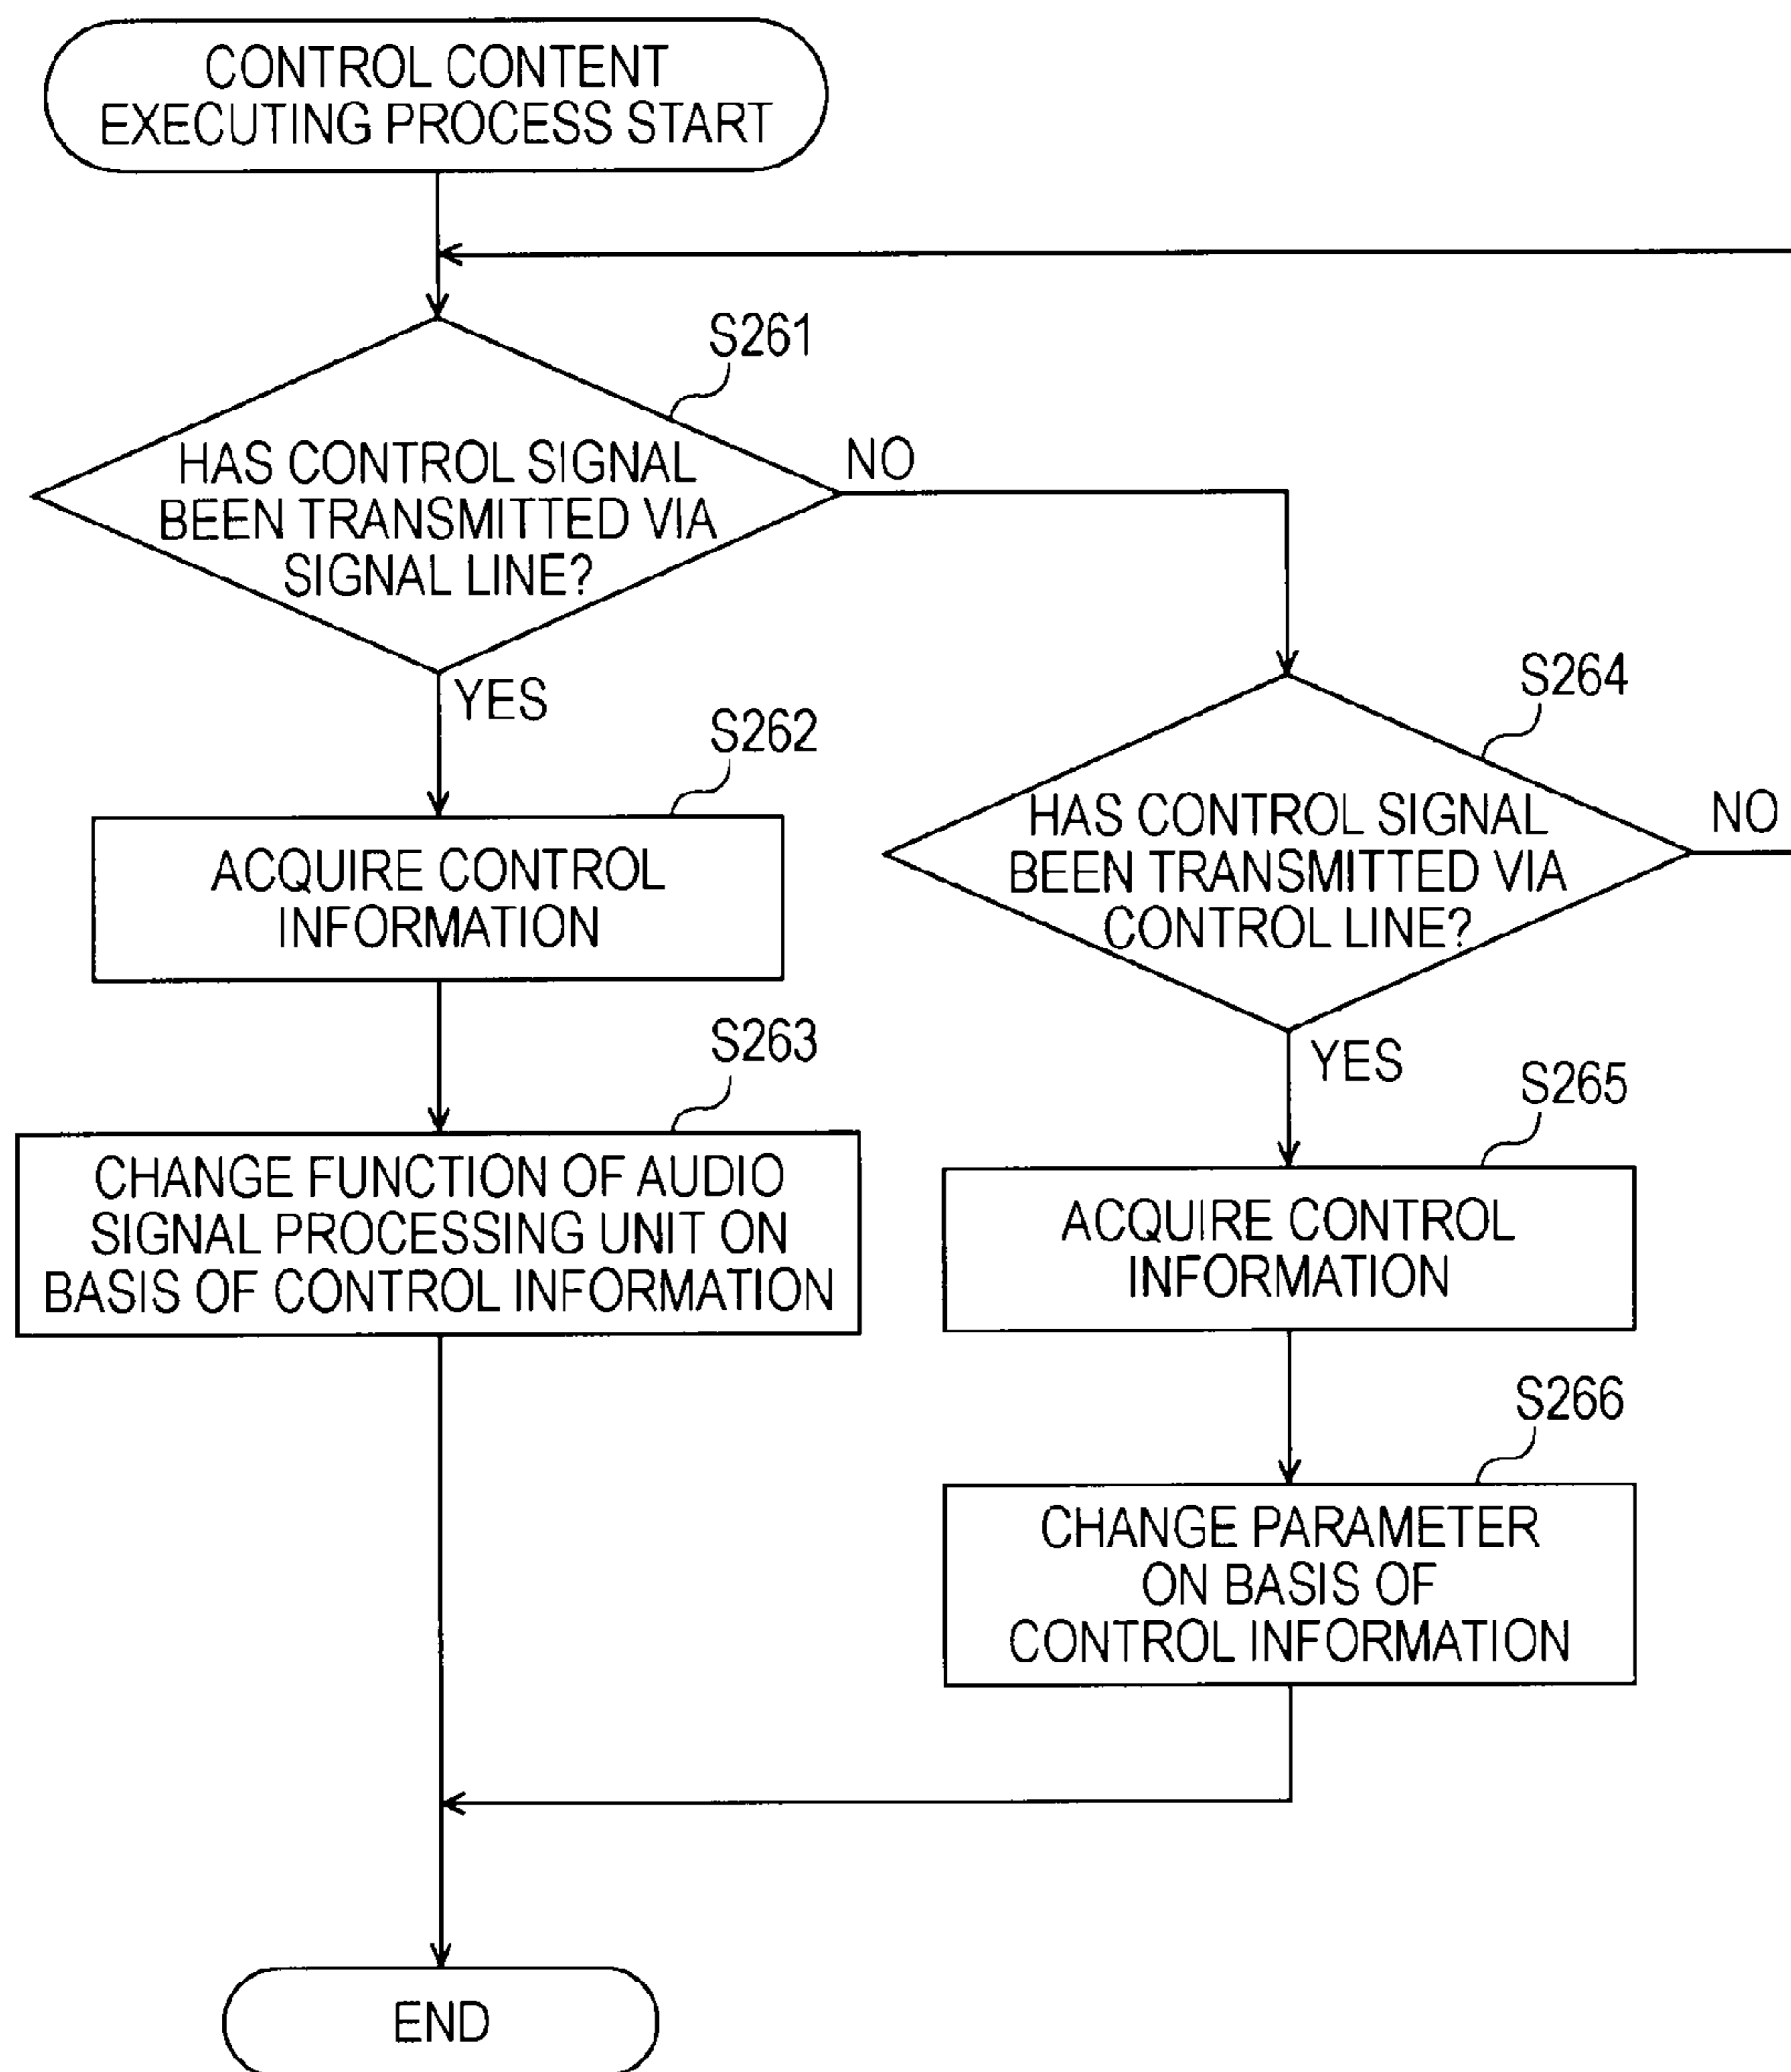 CONTROL CONTENT
EXECUTING PROCESS START
S261
HAS CONTROL SIGNAL
BEEN TRANSMITTED VIA
SIGNAL LINE?
NO
YES
S262
ACQUIRE CONTROL
INFORMATION
S263
CHANGE FUNCTION OF AUDIO
SIGNAL PROCESSING UNIT ON
BASIS OF CONTROL INFORMATION
S264
HAS CONTROL SIGNAL
BEEN TRANSMITTED VIA
CONTROL LINE?
NO
YES
S265
ACQUIRE CONTROL
INFORMATION
S266
CHANGE PARAMETER
ON BASIS OF
CONTROL INFORMATION
END